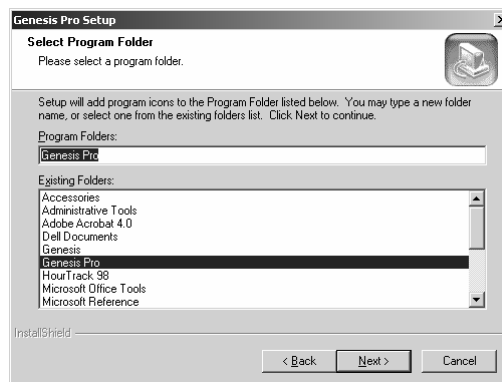 Genesis Pro Setup
Select Program Folder
Please select a program folder.
Setup will add program icons to the Program Folder listed below. You may type a new folder
name, or select one from the existing folders list. Click Next to continue.
Program Folders:
Genesis Pro
Existing Folders:
Accessories
Administrative Tools
Adobe Acrobat 4.0
Dell Documents
Genesis
Genesis Pro
HourTrack 98
Microsoft Office Tools
Microsoft Reference
InstallShield
< Back Next > Cancel